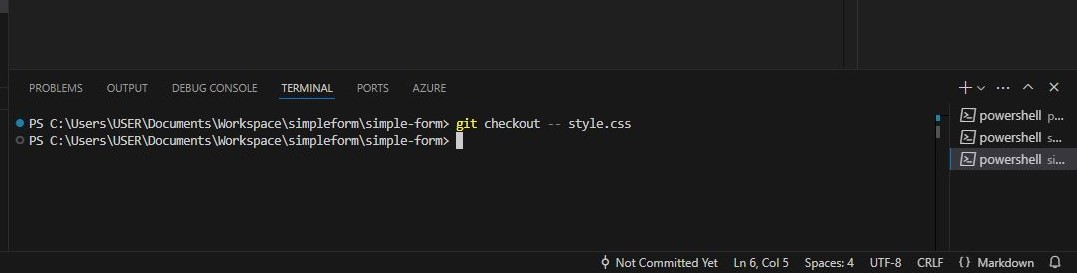 PROBLEMS OUTPUT DEBUG CONSOLE TERMINAL PORTS AZURE
PS C:\Users\USER\Documents\Workspace\simpleform\simple-form> git checkout -- style.css
PS C:\Users\USER\Documents\Workspace\simpleform\simple-form>
powershell p...
powershell s...
powershell si...
Not Committed Yet Ln 6, Col 5 Spaces: 4 UTF-8 CRLF {} Markdown